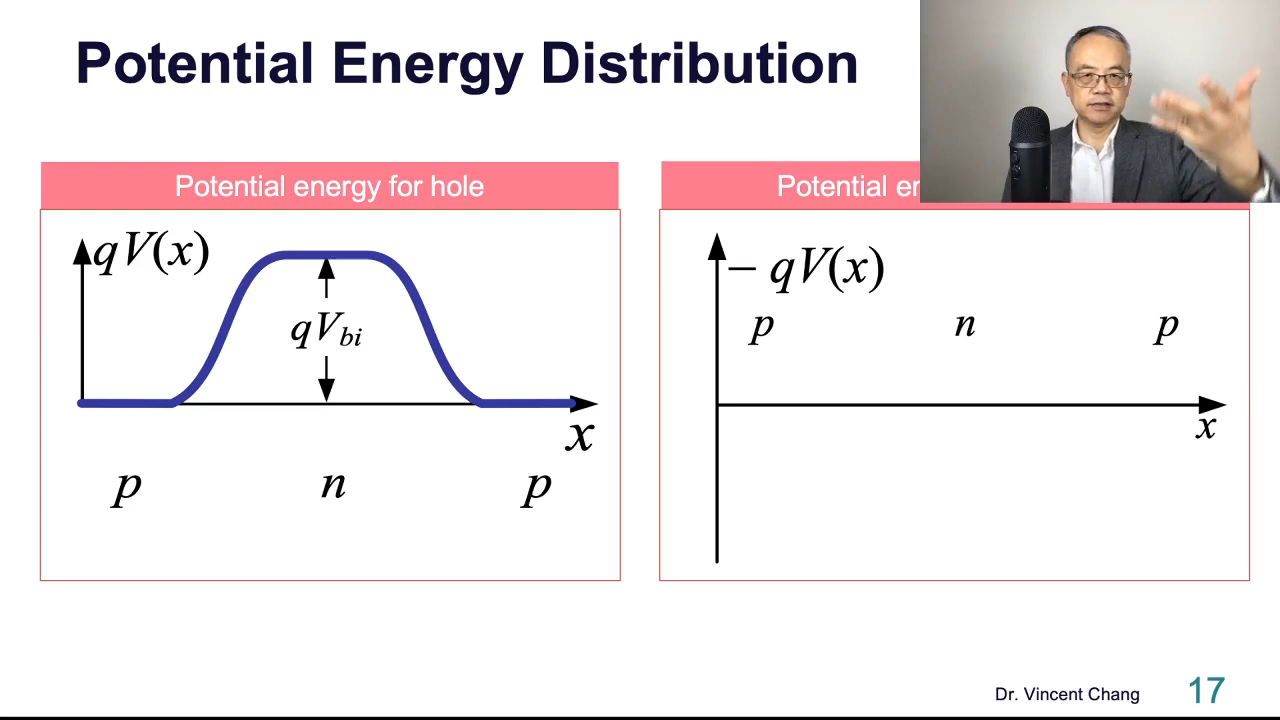 Potential Energy Distribution
Potential energy for hole
qV(x)
qV_bi
x
p n p
Potential
− qV(x)
p n p
x
Dr. Vincent Chang
17